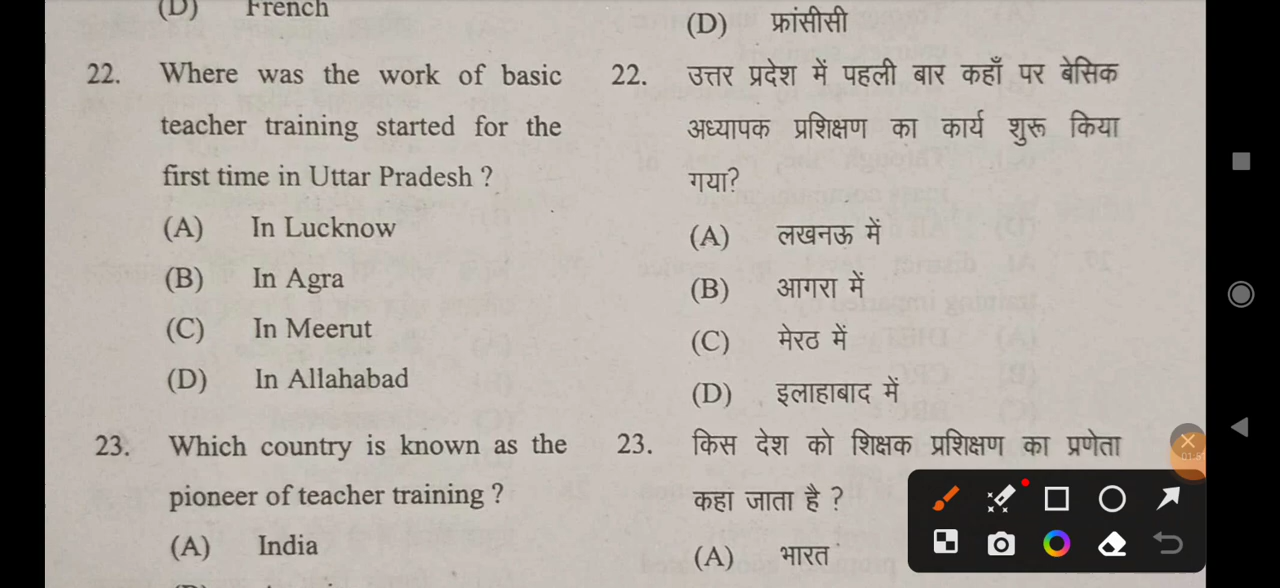 (D) French
22. Where was the work of basic
teacher training started for the
first time in Uttar Pradesh ?
(A) In Lucknow
(B) In Agra
(C) In Meerut
(D) In Allahabad
23. Which country is known as the
pioneer of teacher training ?
(A) India
(D) फ्रांसीसी
22. उत्तर प्रदेश में पहली बार कहाँ पर बेसिक
अध्यापक प्रशिक्षण का कार्य शुरू किया
गया?
(A) लखनऊ में
(B) आगरा में
(C) मेरठ में
(D) इलाहाबाद में
23. किस देश को शिक्षक प्रशिक्षण का प्रणेता
कहा जाता है ?
(A) भारत